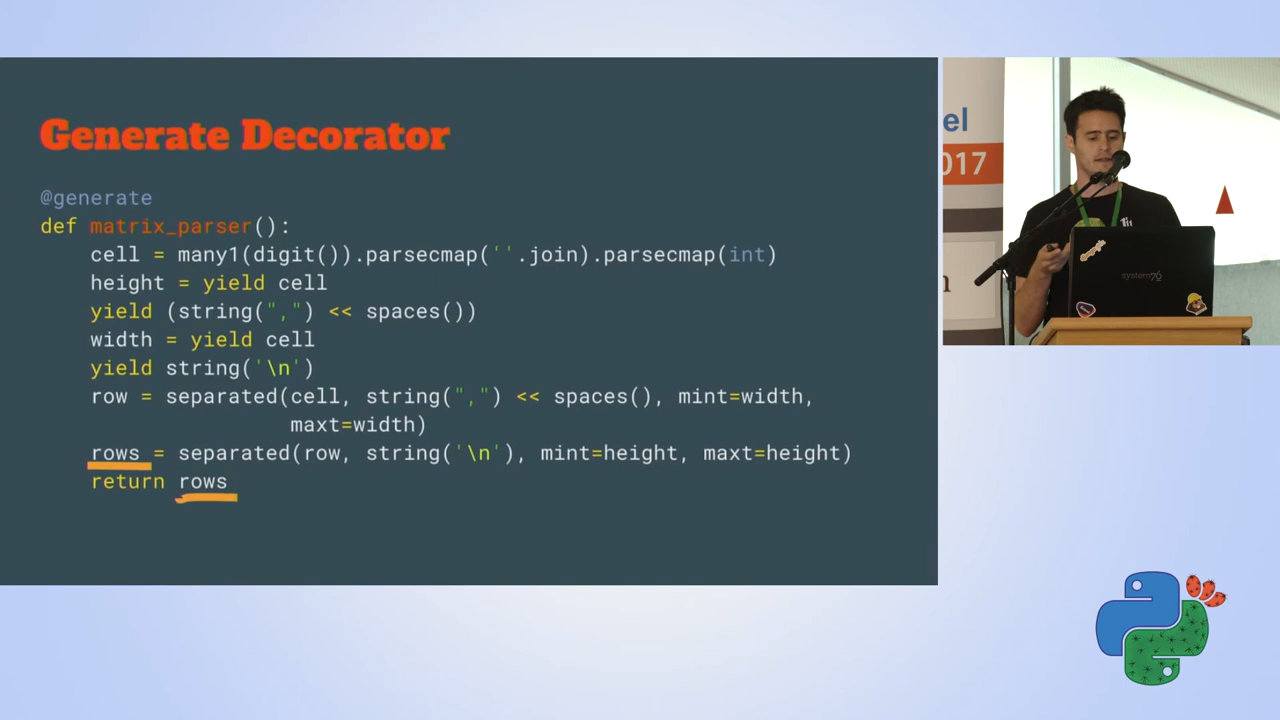 Generate Decorator
@generate
def matrix_parser():
    cell = many1(digit()).parsecmap(''.join).parsecmap(int)
    height = yield cell
    yield (string(",") << spaces())
    width = yield cell
    yield string('\n')
    row = separated(cell, string(",") << spaces(), mint=width,
                    maxt=width)
    rows = separated(row, string('\n'), mint=height, maxt=height)
    return rows
el
017
n
system76